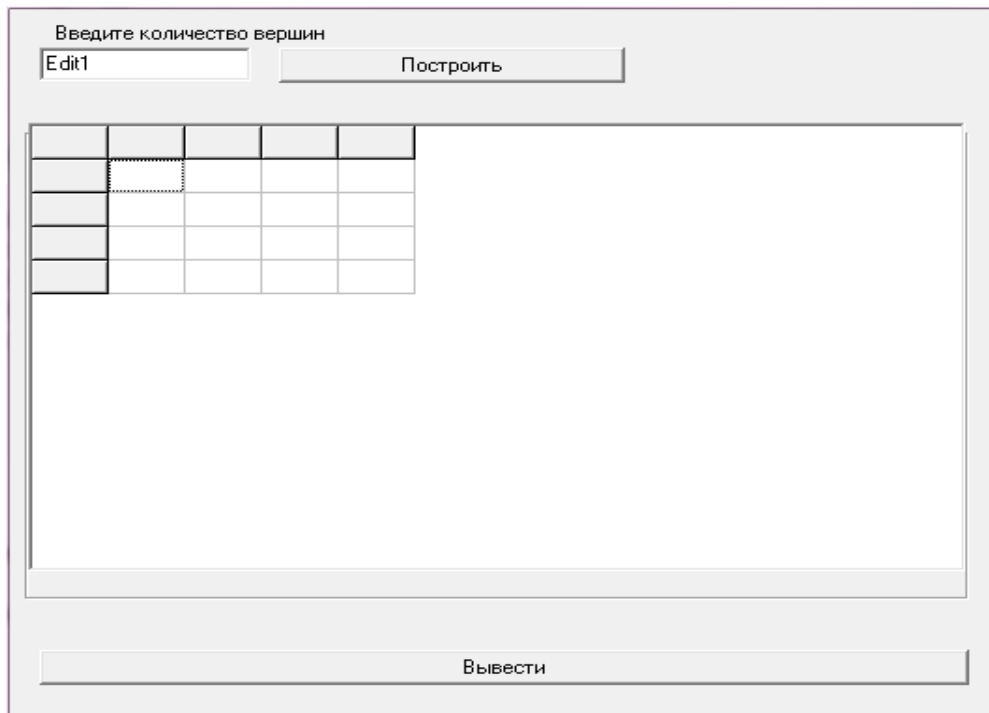 Введите количество вершин
Edit1
Построить
Вывести